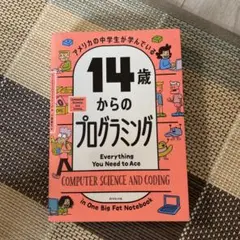 アメリカの中学生が学んでいる
14歳
からの
プログラミング
Everything
You Need to Ace
COMPUTER SCIENCE AND CODING
in One Big Fat Notebook